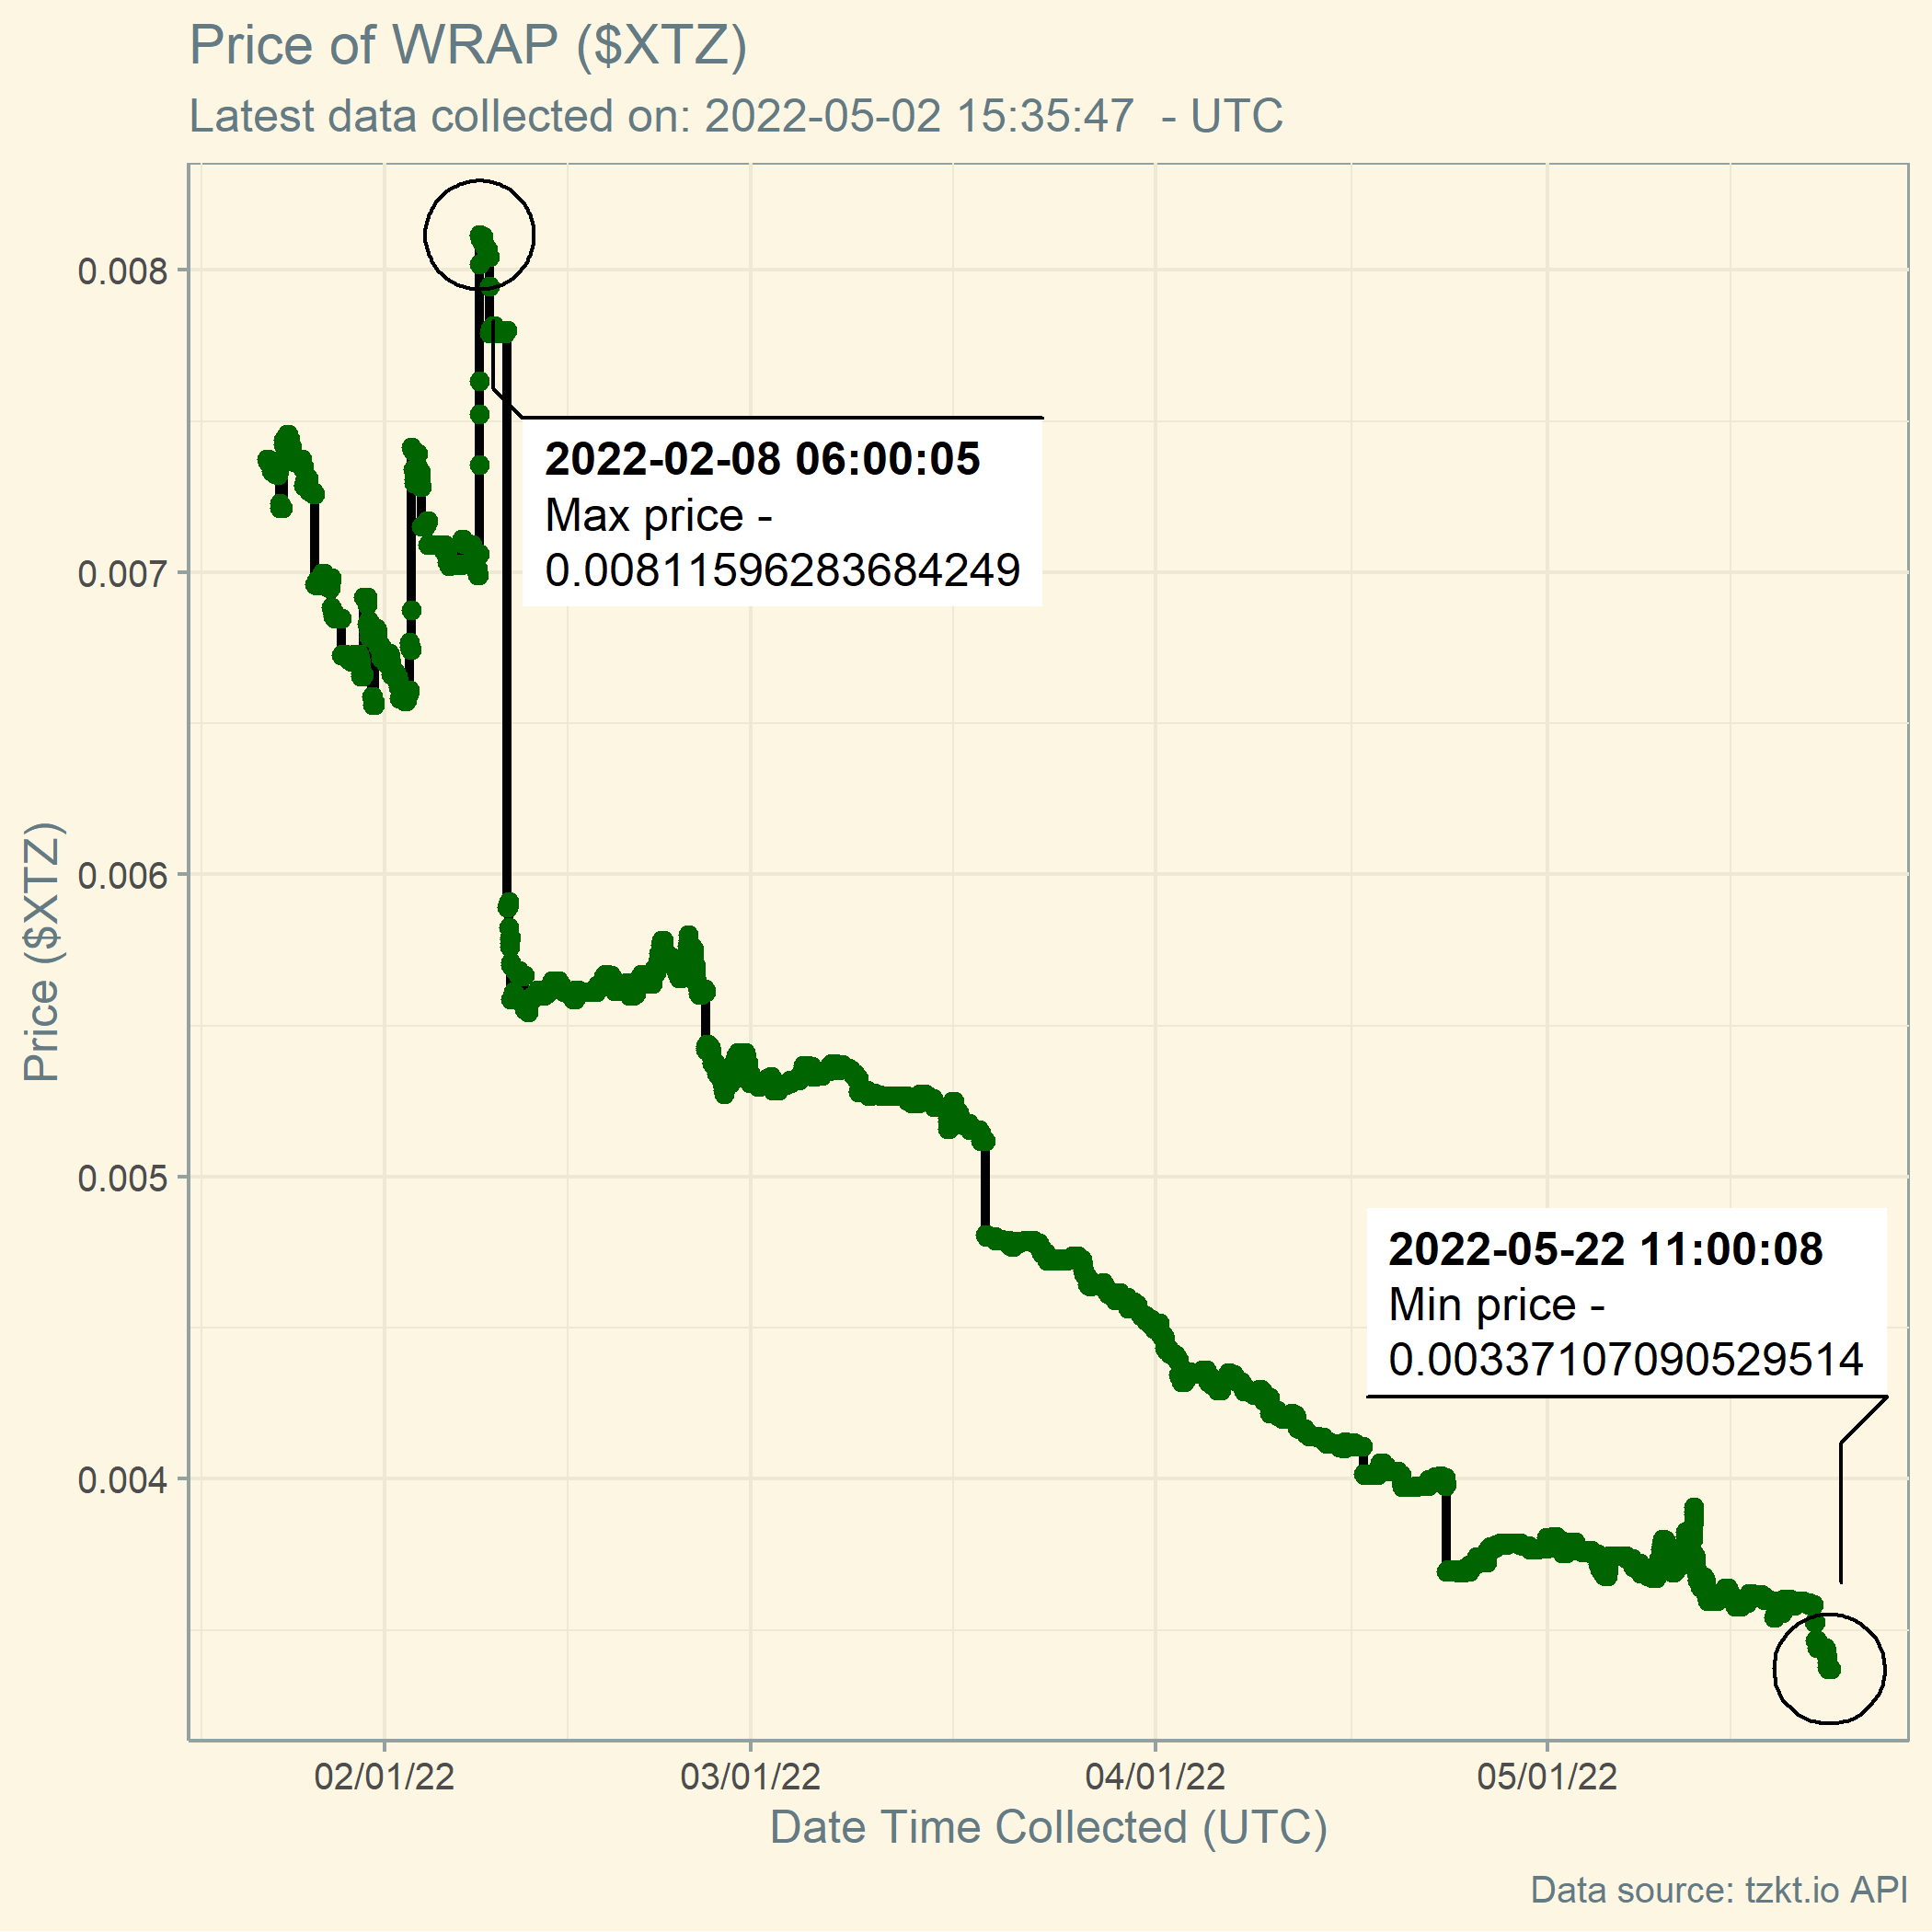 Price of WRAP ($XTZ)
Latest data collected on: 2022-05-02 15:35:47  - UTC
Price ($XTZ)
0.008
0.007
0.006
0.005
0.004
2022-02-08 06:00:05
Max price -
0.00811596283684249
2022-05-22 11:00:08
Min price -
0.00337107090529514
02/01/22
03/01/22
04/01/22
05/01/22
Date Time Collected (UTC)
Data source: tzkt.io API